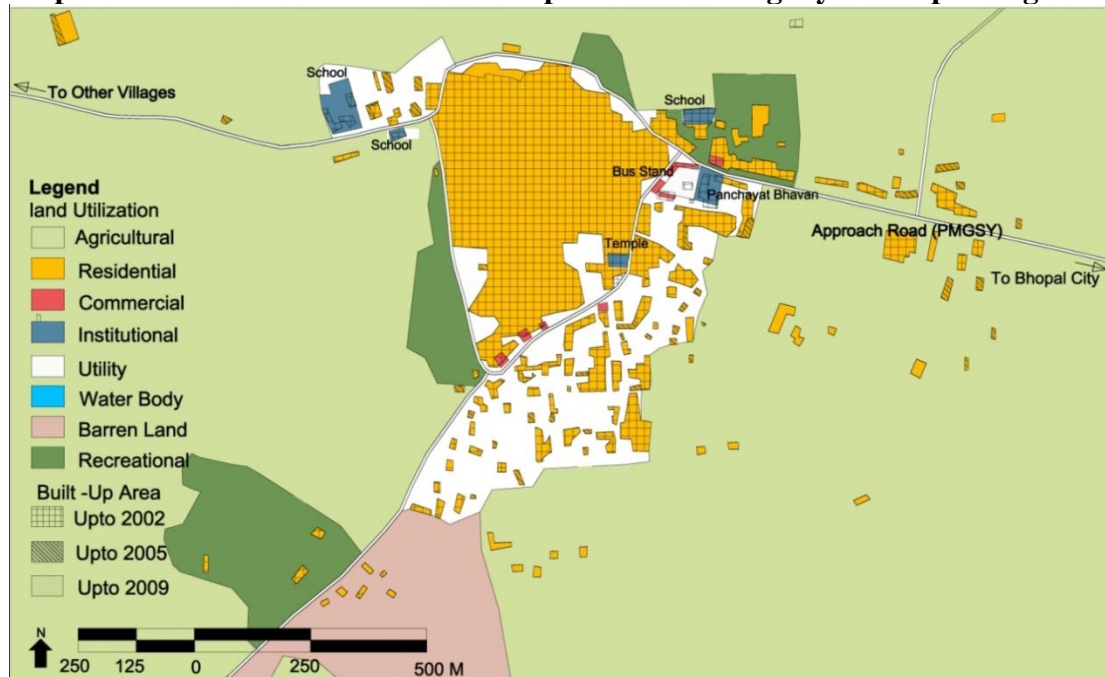 School
To Other Villages
School
School
Bus Stand
Panchayat Bhavan
Approach Road (PMGSY)
To Bhopal City
Temple
Legend
land Utilization
Agricultural
Residential
Commercial
Institutional
Utility
Water Body
Barren Land
Recreational
Built -Up Area
Upto 2002
Upto 2005
Upto 2009
N
250 125 0 250 500 M